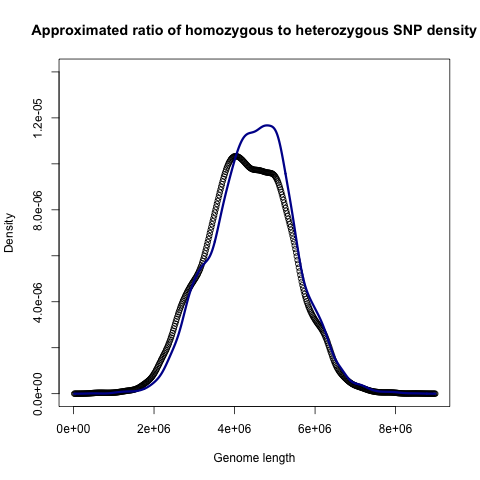 Approximated ratio of homozygous to heterozygous SNP density
Density
1.2e-05
8.0e-06
4.0e-06
0.0e+00
0e+00 2e+06 4e+06 6e+06 8e+06
Genome length